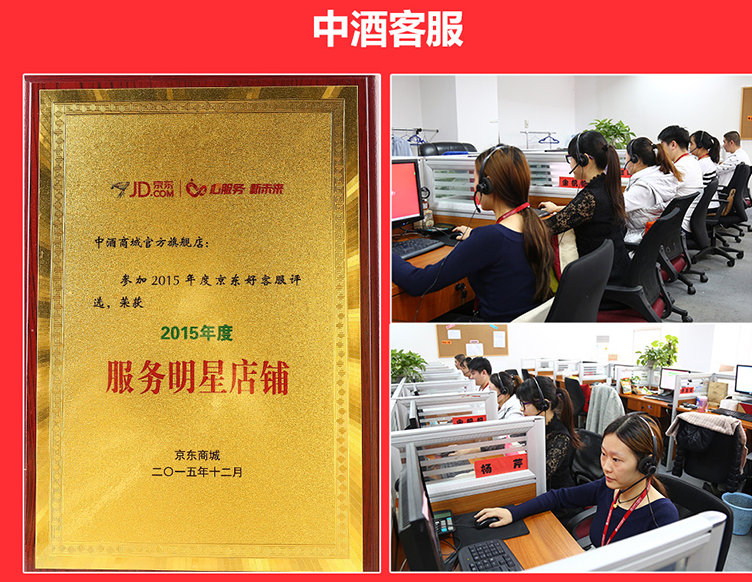 中酒客服
JD 京东 .COM 心服务 新未来
中酒商城官方旗舰店：
参加2015年度京东好客服评
选，荣获
2015年度
服务明星店铺
京东商城
二〇一五年十二月
杨 芹